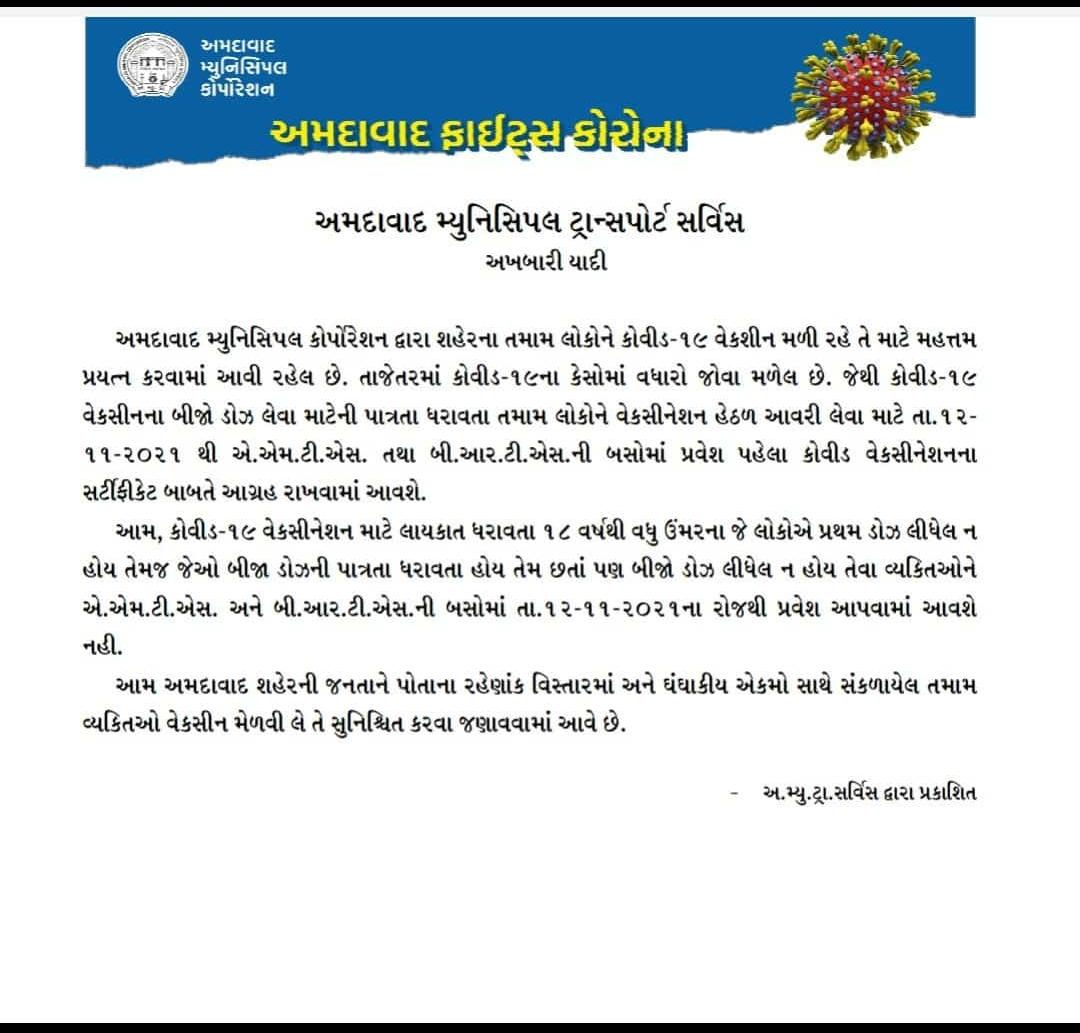 અમદાવાદ
મ્યુનિસિપલ
કોર્પોરેશન
અમદાવાદ ફાઈટ્સ કોરોના
અમદાવાદ મ્યુનિસિપલ ટ્રાન્સપોર્ટ સર્વિસ
અખબારી યાદી
અમદાવાદ મ્યુનિસિપલ કોર્પોરેશન દ્વારા શહેરના તમામ લોકોને કોવીડ-૧૯ વેકશીન મળી રહે તે માટે મહત્તમ
પ્રયત્ન કરવામાં આવી રહેલ છે. તાજેતરમાં કોવીડ-૧૯ના કેસોમાં વધારો જોવા મળેલ છે. જેથી કોવીડ-૧૯
વેકસીનના બીજો ડોઝ લેવા માટેની પાત્રતા ધરાવતા તમામ લોકોને વેકસીનેશન હેઠળ આવરી લેવા માટે તા.૧૨-
૧૧-૨૦૨૧ થી એ.એમ.ટી.એસ. તથા બી.આર.ટી.એસ.ની બસોમાં પ્રવેશ પહેલા કોવીડ વેકસીનેશનના
સર્ટીફીકેટ બાબતે આગ્રહ રાખવામાં આવશે.
આમ, કોવીડ-૧૯ વેકસીનેશન માટે લાયકાત ધરાવતા ૧૮ વર્ષથી વધુ ઉંમરના જે લોકોએ પ્રથમ ડોઝ લીધેલ ન
હોય તેમજ જેઓ બીજા ડોઝની પાત્રતા ધરાવતા હોય તેમ છતાં પણ બીજો ડોઝ લીધેલ ન હોય તેવા વ્યકિતઓને
એ.એમ.ટી.એસ. અને બી.આર.ટી.એસ.ની બસોમાં તા.૧૨-૧૧-૨૦૨૧ના રોજથી પ્રવેશ આપવામાં આવશે
નહી.
આમ અમદાવાદ શહેરની જનતાને પોતાના રહેણાંક વિસ્તારમાં અને ઘંઘાકીય એકમો સાથે સંકળાયેલ તમામ
વ્યકિતઓ વેકસીન મેળવી લે તે સુનિશ્ચિત કરવા જણાવવામાં આવે છે.
- અ.મ્યુ.ટ્રા.સર્વિસ દ્વારા પ્રકાશિત